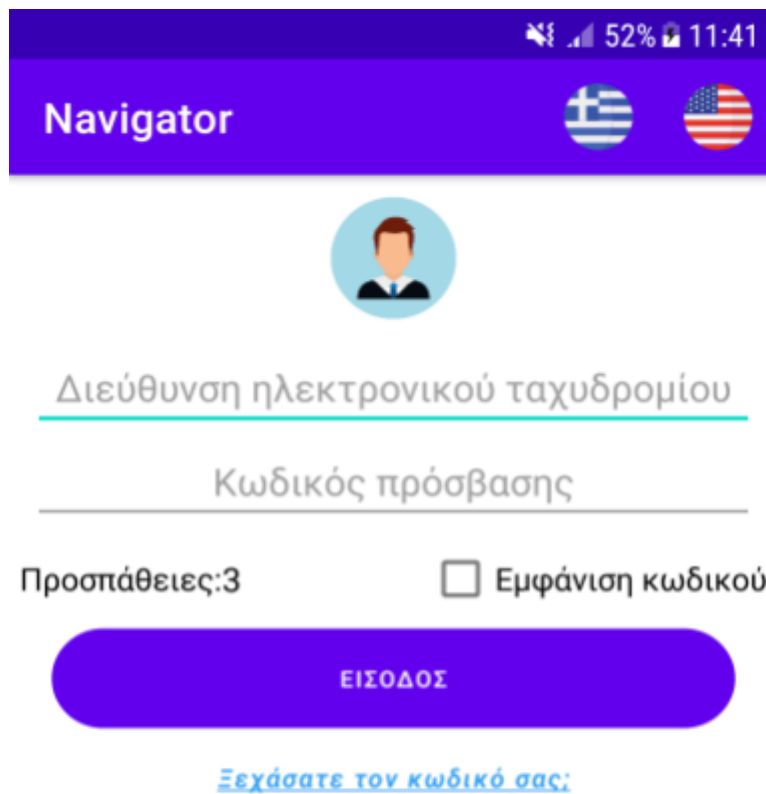 52% 11:41
Navigator
Διεύθυνση ηλεκτρονικού ταχυδρομίου
Κωδικός πρόσβασης
Προσπάθειες:3 Εμφάνιση κωδικού
ΕΙΣΟΔΟΣ
Ξεχάσατε τον κωδικό σας;